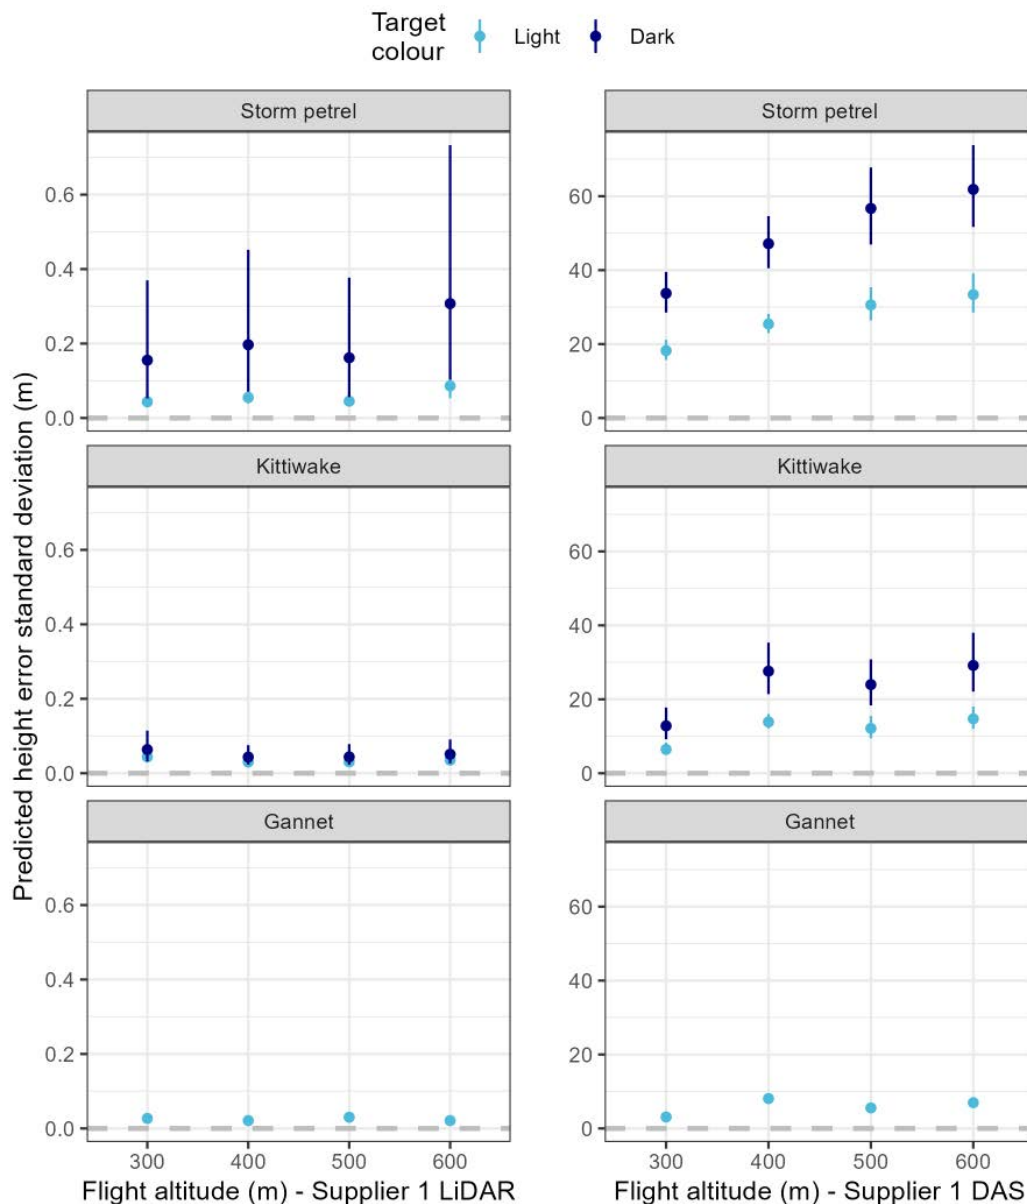 Target
colour
Light
Dark
Storm petrel
Storm petrel
0.6
0.4
0.2
0.0
60
40
20
0
Kittiwake
Kittiwake
0.6
0.4
0.2
0.0
60
40
20
0
Gannet
Gannet
0.6
0.4
0.2
0.0
60
40
20
0
300 400 500 600
300 400 500 600
Predicted height error standard deviation (m)
Flight altitude (m) - Supplier 1 LiDAR
Flight altitude (m) - Supplier 1 DAS